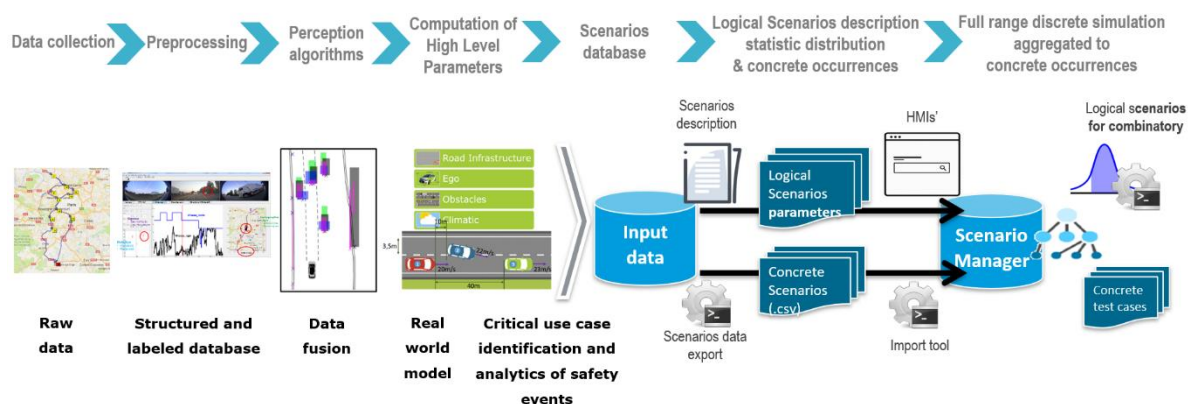 Data collection
Preprocessing
Perception
algorithms
Computation of
High Level
Parameters
Scenarios
database
Logical Scenarios description
statistic distribution
& concrete occurrences
Full range discrete simulation
aggregated to
concrete occurrences
Road Infrastructure
Ego
Obstacles
Climatic
10m
3,5m
22m/s
20m/s
23m/s
40m
Raw
data
Structured and
labeled database
Data
fusion
Real
world
model
Critical use case
identification and
analytics of safety
events
Scenarios
description
HMIs'
Logical scenarios
for combinatory
Input
data
Logical
Scenarios
parameters
Concrete
Scenarios
(.csv)
Scenario
Manager
Concrete
test cases
Scenarios data
export
Import tool